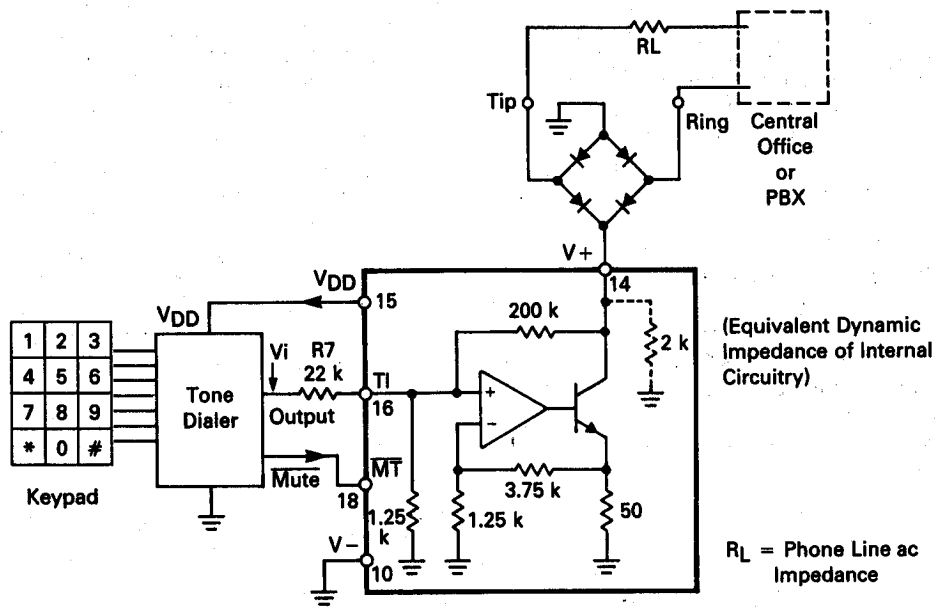 RL
Tip
Ring
Central
Office
or
PBX
V+
14
VDD
15
VDD
200 k
2 k
(Equivalent Dynamic
Impedance of Internal
Circuitry)
1 2 3
4 5 6
7 8 9
* 0 #
Keypad
Tone
Dialer
Vi
R7
22 k
Output
TI
16
+
−
Mute
MT
18
3.75 k
1.25
k
1.25 k
50
V−
10
RL = Phone Line ac
Impedance